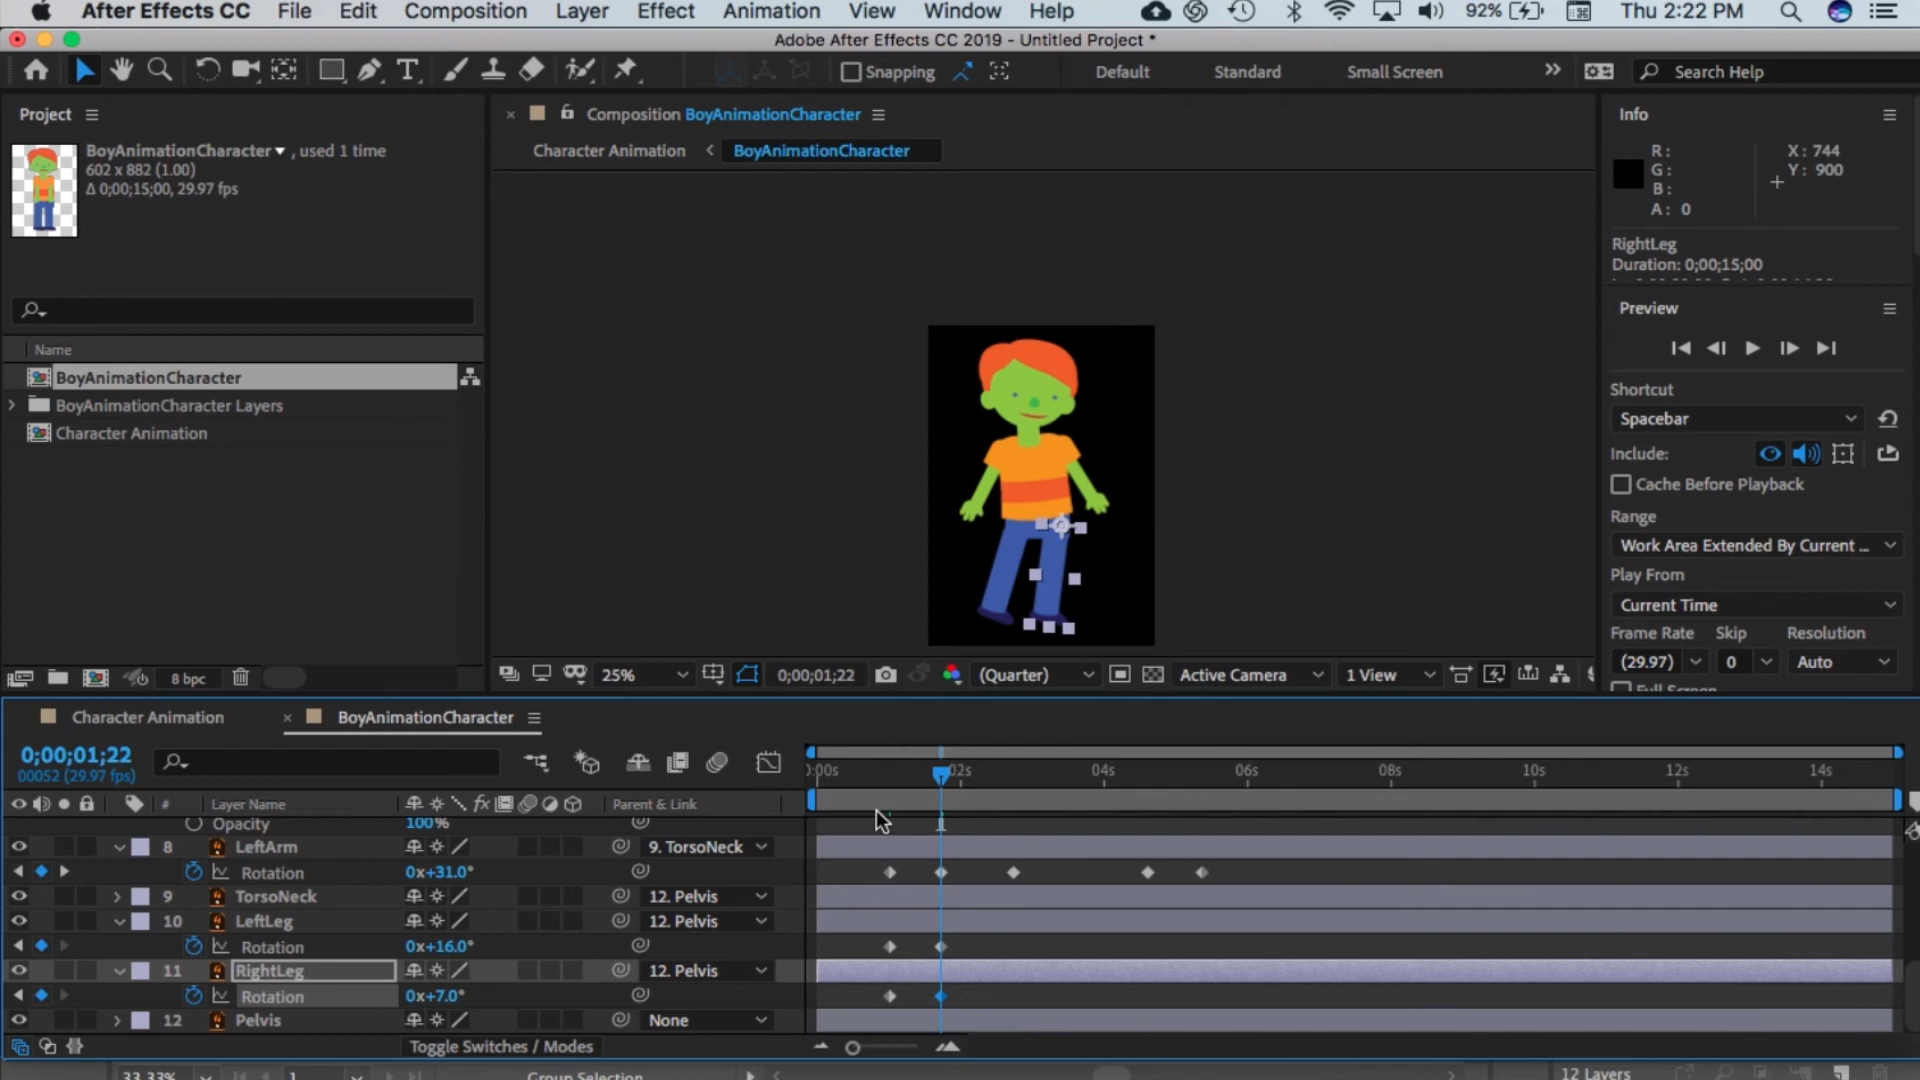 After Effects CC File Edit Composition Layer Effect Animation View Window Help 92% Thu 2:22 PM
Adobe After Effects CC 2019 - Untitled Project *
T Snapping Default Standard Small Screen >> Search Help
Project
BoyAnimationCharacter , used 1 time
602 x 882 (1.00)
Δ 0;00;15;00, 29.97 fps
Name
BoyAnimationCharacter
BoyAnimationCharacter Layers
Character Animation
8 bpc
× Composition BoyAnimationCharacter
Character Animation < BoyAnimationCharacter
25% 0;00;01;22 (Quarter) Active Camera 1 View
Info
R: X: 744
G: Y: 900
B:
A: 0
RightLeg
Duration: 0;00;15;00
Preview
Shortcut
Spacebar
Include:
Cache Before Playback
Range
Work Area Extended By Current ...
Play From
Current Time
Frame Rate Skip Resolution
(29.97) 0 Auto
Full Screen
Character Animation × BoyAnimationCharacter
0;00;01;22
00052 (29.97 fps)
):00s 02s 04s 06s 08s 10s 12s 14s
# Layer Name fx Parent & Link
Opacity 100%
8 LeftArm 9. TorsoNeck
Rotation 0x+31.0°
9 TorsoNeck 12. Pelvis
10 LeftLeg 12. Pelvis
Rotation 0x+16.0°
11 RightLeg 12. Pelvis
Rotation 0x+7.0°
12 Pelvis None
Toggle Switches / Modes
33.33% 1 Group Selection 12 Layers